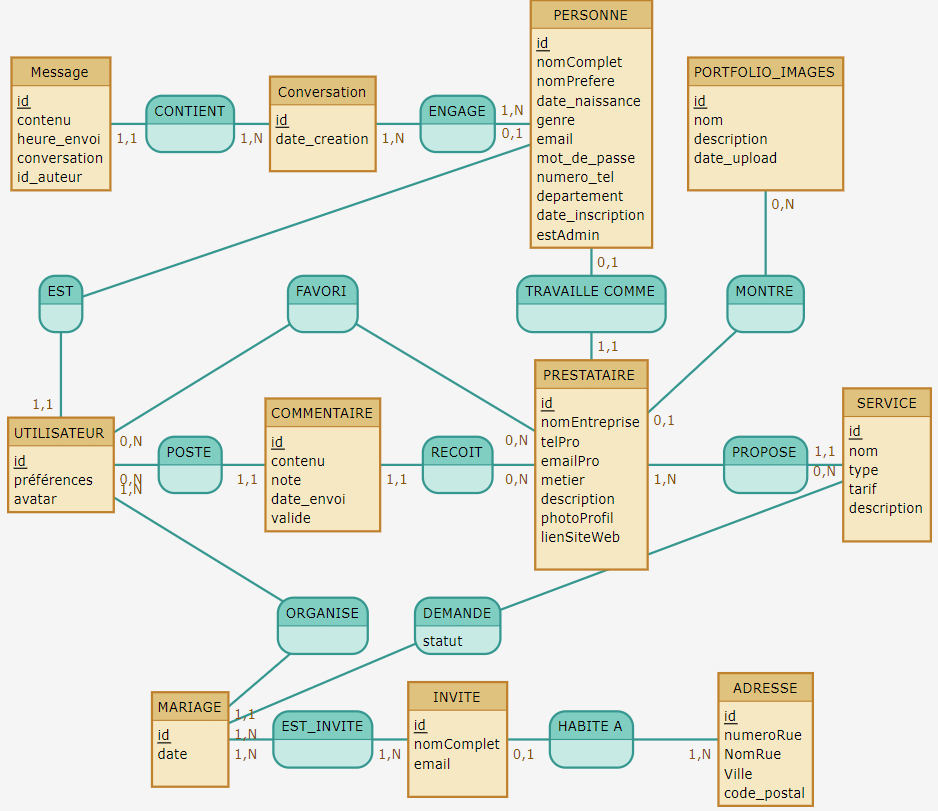 PERSONNE
id
nomComplet
nomPrefere
date_naissance
genre
email
mot_de_passe
numero_tel
departement
date_inscription
estAdmin
Message
id
contenu
heure_envoi
conversation
id_auteur
1,1
CONTIENT
1,N
Conversation
id
date_creation
1,N
ENGAGE
1,N
0,1
PORTFOLIO_IMAGES
id
nom
description
date_upload
0,N
0,1
EST
FAVORI
TRAVAILLE COMME
MONTRE
1,1
1,1
0,1
UTILISATEUR
id
préférences
avatar
0,N
0,N
1,N
POSTE
1,1
COMMENTAIRE
id
contenu
note
date_envoi
valide
1,1
RECOIT
0,N
0,N
PRESTATAIRE
id
nomEntreprise
telPro
emailPro
metier
description
photoProfil
lienSiteWeb
1,N
PROPOSE
1,1
0,N
SERVICE
id
nom
type
tarif
description
ORGANISE
DEMANDE
statut
MARIAGE
id
date
1,1
1,N
1,N
EST_INVITE
1,N
INVITE
id
nomComplet
email
0,1
HABITE A
1,N
ADRESSE
id
numeroRue
NomRue
Ville
code_postal